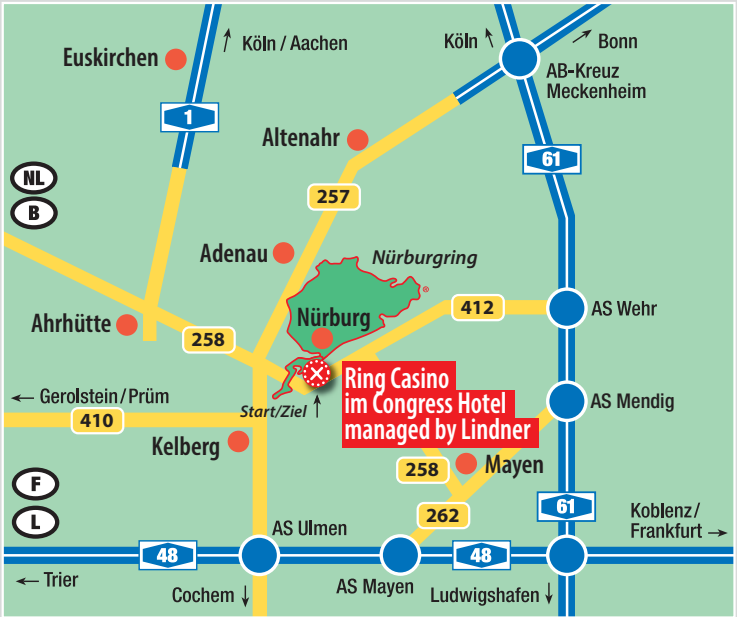 Köln / Aachen
Köln
Bonn
Euskirchen
AB-Kreuz
Meckenheim
1
Altenahr
61
NL
257
B
Adenau
Nürburgring
®
412
AS Wehr
Ahrhütte
Nürburg
258
Ring Casino
im Congress Hotel
managed by Lindner
← Gerolstein / Prüm
Start/Ziel ↑
AS Mendig
410
Kelberg
258
Mayen
F
262
61
L
AS Ulmen
Koblenz /
Frankfurt →
48
48
← Trier
AS Mayen
Cochem ↓
Ludwigshafen ↓